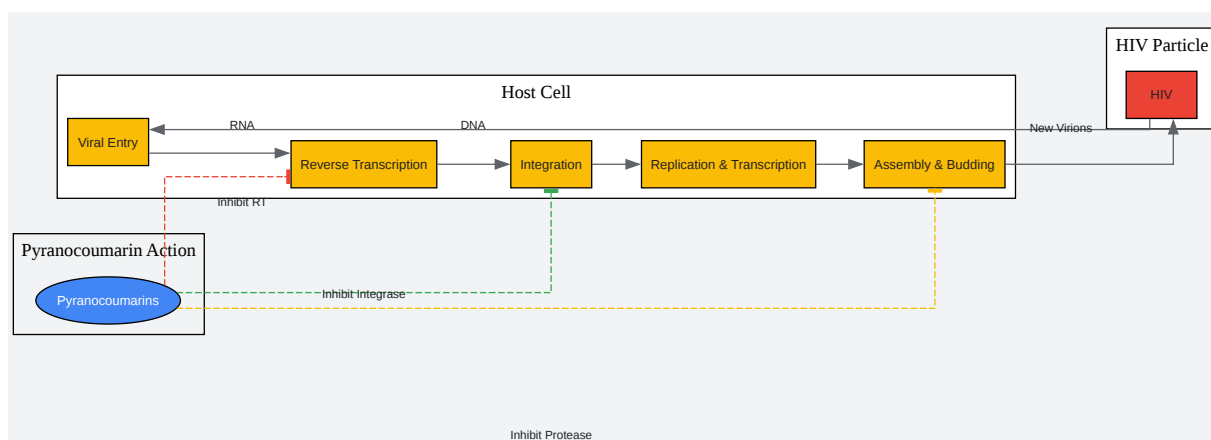 HIV Particle
HIV
Host Cell
Viral Entry
RNA
DNA
New Virions
Reverse Transcription
Integration
Replication & Transcription
Assembly & Budding
Inhibit RT
Pyranocoumarin Action
Pyranocoumarins
Inhibit Integrase
Inhibit Protease